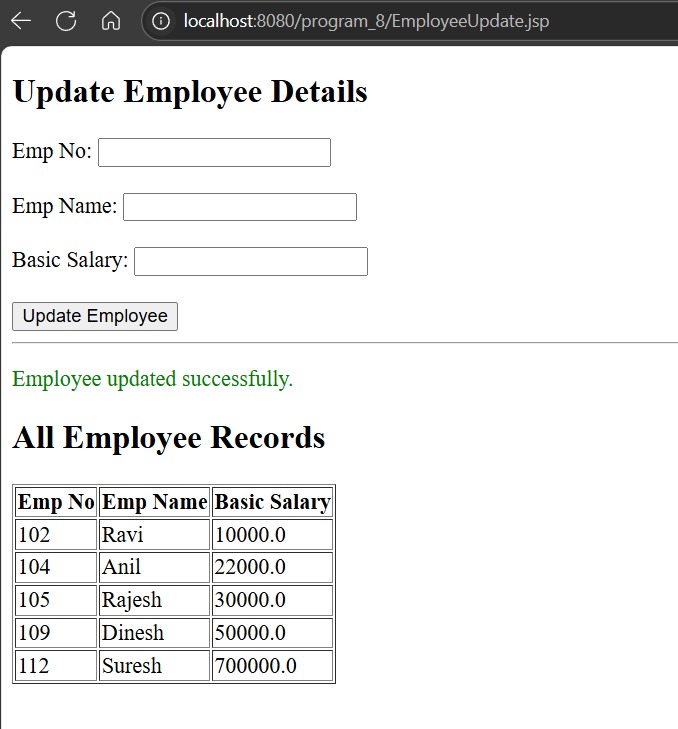 localhost:8080/program_8/EmployeeUpdate.jsp
Update Employee Details
Emp No:
Emp Name:
Basic Salary:
Update Employee
Employee updated successfully.
All Employee Records
Emp No Emp Name Basic Salary
102 Ravi 10000.0
104 Anil 22000.0
105 Rajesh 30000.0
109 Dinesh 50000.0
112 Suresh 700000.0